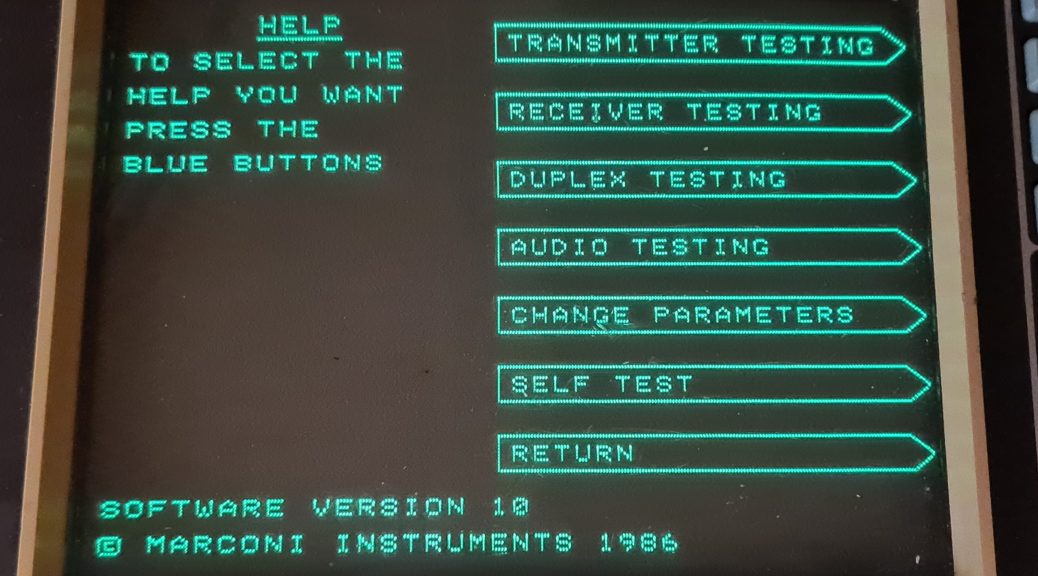 HELP
TO SELECT THE
HELP YOU WANT
PRESS THE
BLUE BUTTONS
TRANSMITTER TESTING
RECEIVER TESTING
DUPLEX TESTING
AUDIO TESTING
CHANGE PARAMETERS
SELF TEST
RETURN
SOFTWARE VERSION 10
© MARCONI INSTRUMENTS 1986